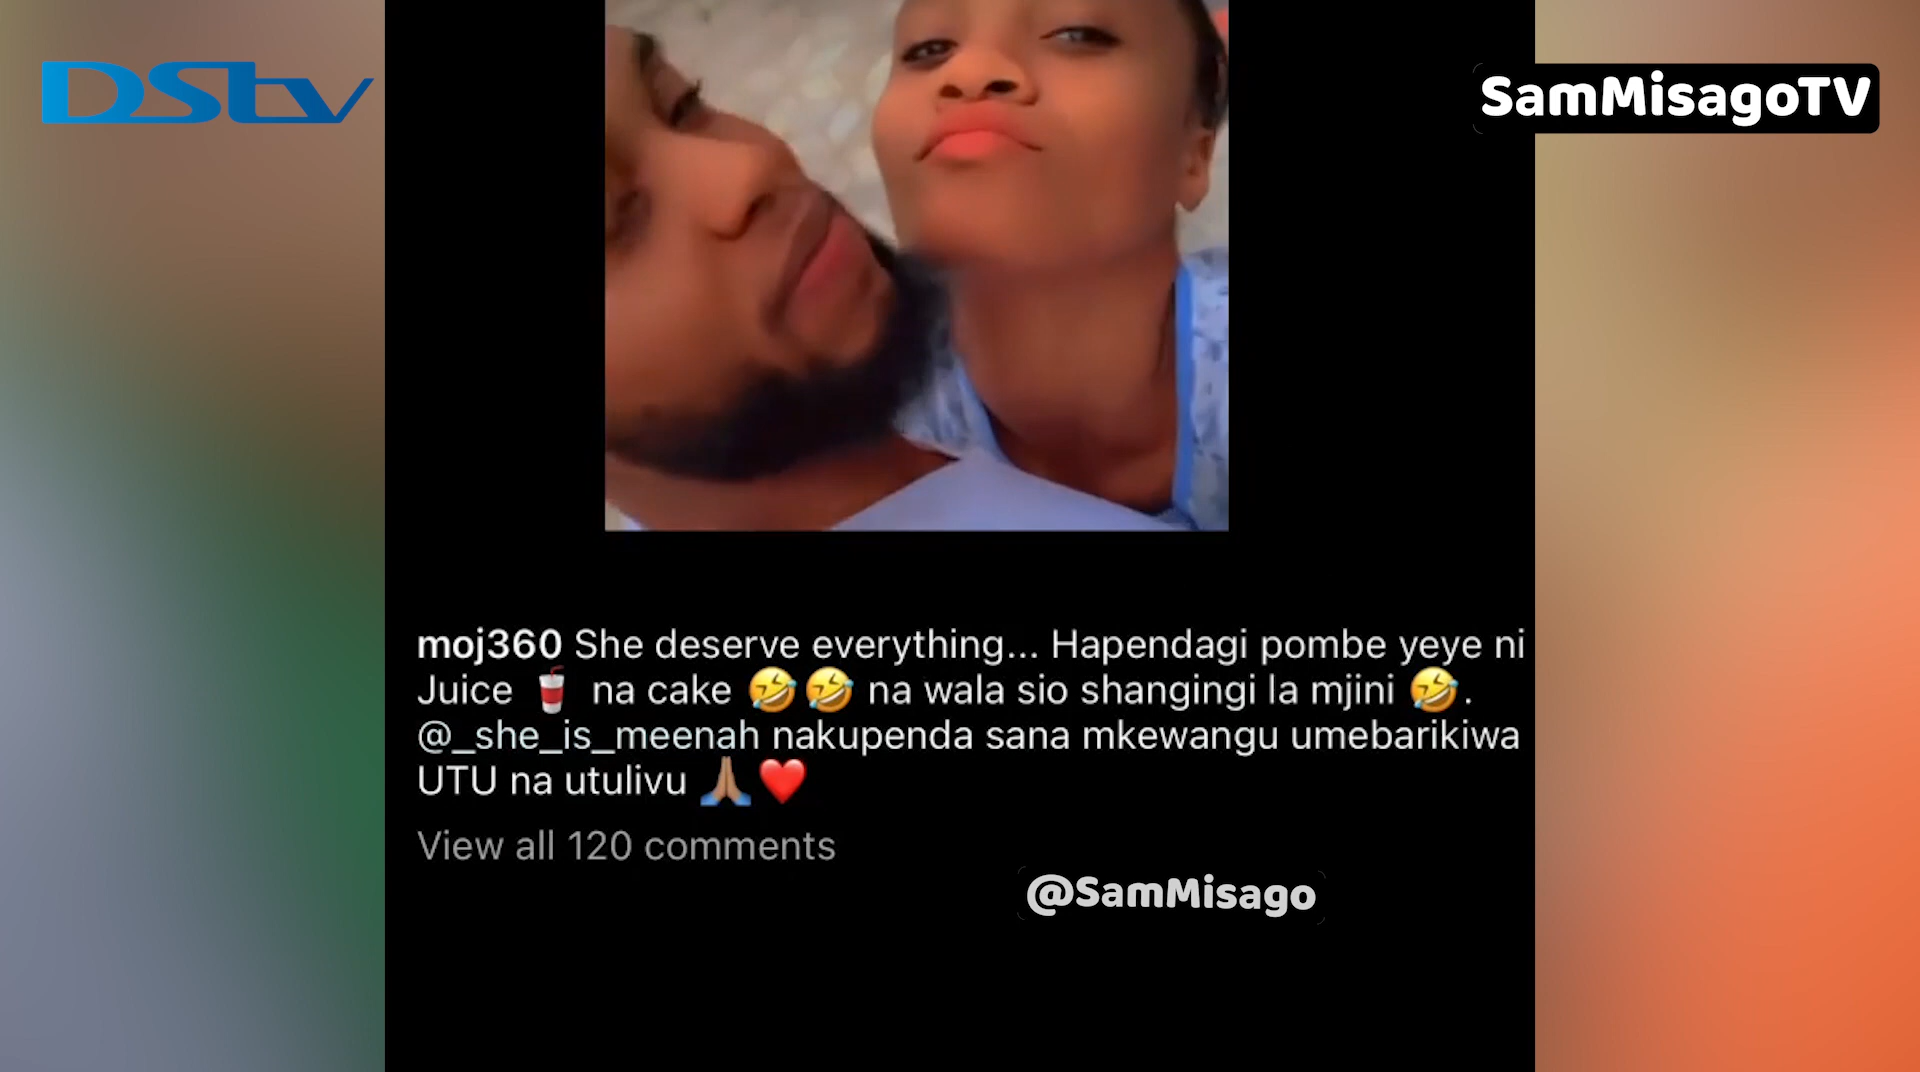 DStv
SamMisagoTV
moj360 She deserve everything... Hapendagi pombe yeye ni
Juice 🥤 na cake 🤣🤣 na wala sio shangingi la mjini 🤣.
@_she_is_meenah nakupenda sana mkewangu umebarikiwa
UTU na utulivu 🙏🏽❤️
View all 120 comments
@SamMisago